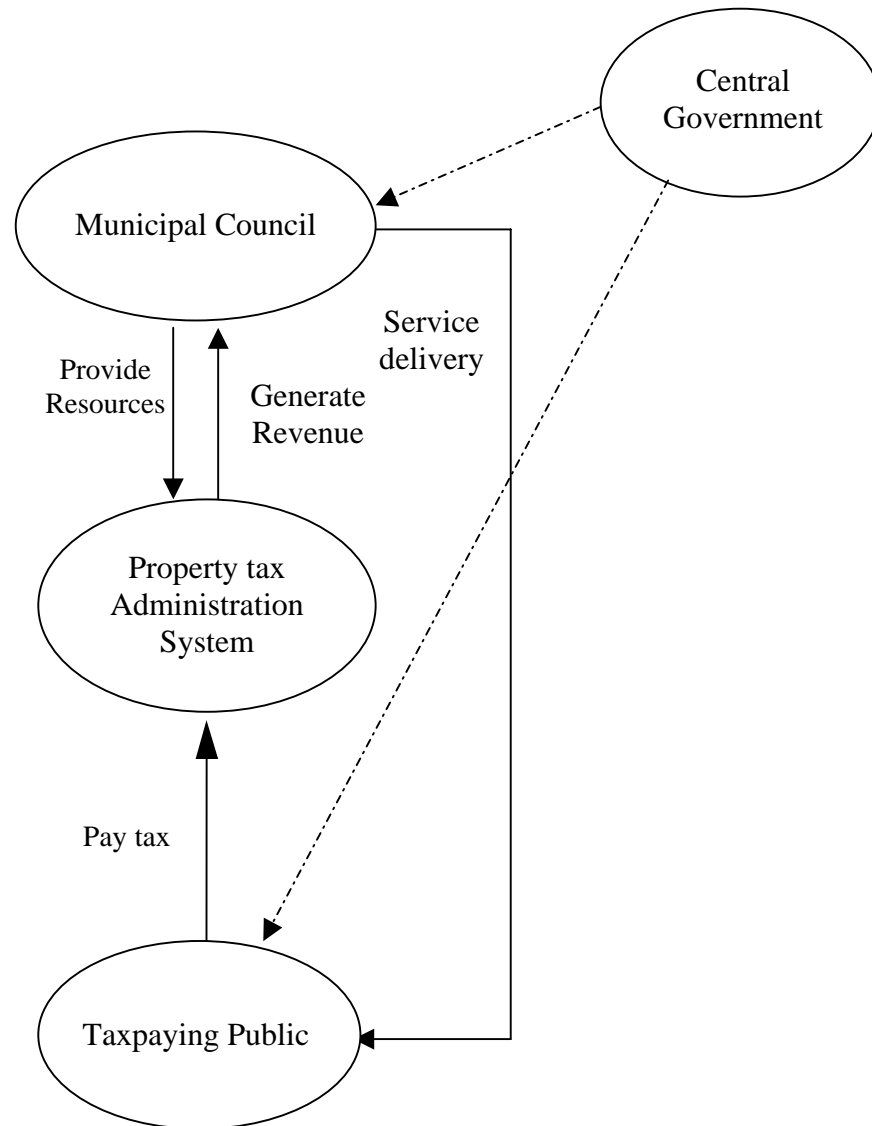 Central
Government
Municipal Council
Service
delivery
Provide
Resources
Generate
Revenue
Property tax
Administration
System
Pay tax
Taxpaying Public